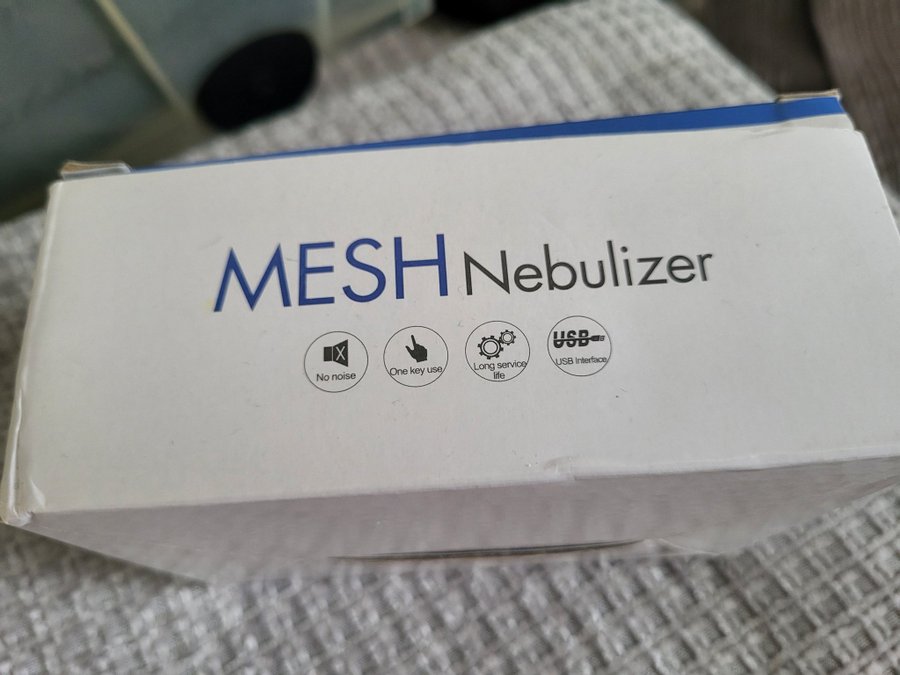 MESH Nebulizer
No noise
One key use
Long service
life
USB
USB Interface